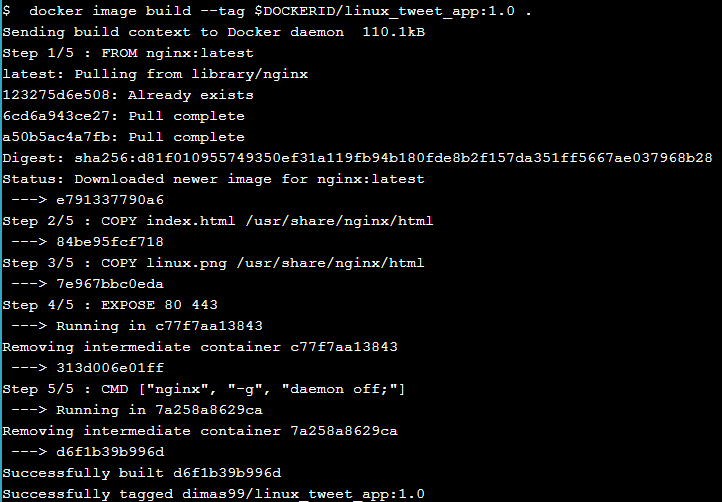 $  docker image build --tag $DOCKERID/linux_tweet_app:1.0 .
Sending build context to Docker daemon  110.1kB
Step 1/5 : FROM nginx:latest
latest: Pulling from library/nginx
123275d6e508: Already exists
6cd6a943ce27: Pull complete
a50b5ac4a7fb: Pull complete
Digest: sha256:d81f010955749350ef31a119fb94b180fde8b2f157da351ff5667ae037968b28
Status: Downloaded newer image for nginx:latest
 ---> e791337790a6
Step 2/5 : COPY index.html /usr/share/nginx/html
 ---> 84be95fcf718
Step 3/5 : COPY linux.png /usr/share/nginx/html
 ---> 7e967bbc0eda
Step 4/5 : EXPOSE 80 443
 ---> Running in c77f7aa13843
Removing intermediate container c77f7aa13843
 ---> 313d006e01ff
Step 5/5 : CMD ["nginx", "-g", "daemon off;"]
 ---> Running in 7a258a8629ca
Removing intermediate container 7a258a8629ca
 ---> d6f1b39b996d
Successfully built d6f1b39b996d
Successfully tagged dimas99/linux_tweet_app:1.0